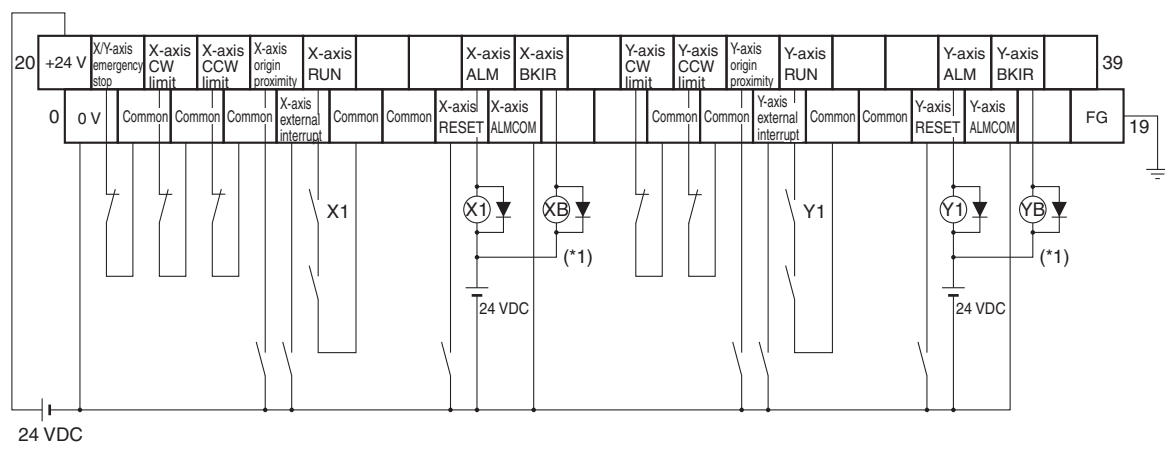 20
+24 V
X/Y-axis
emergency
stop
X-axis
CW
limit
X-axis
CCW
limit
X-axis
origin
proximity
X-axis
RUN
X-axis
ALM
X-axis
BKIR
Y-axis
CW
limit
Y-axis
CCW
limit
Y-axis
origin
proximity
Y-axis
RUN
Y-axis
ALM
Y-axis
BKIR
39
0
0 V
Common
Common
Common
X-axis
external
interrupt
Common
Common
X-axis
RESET
X-axis
ALMCOM
Common
Common
Y-axis
external
interrupt
Common
Common
Y-axis
RESET
Y-axis
ALMCOM
FG
19
X1
X1
XB
Y1
Y1
YB
(*1)
(*1)
24 VDC
24 VDC
24 VDC